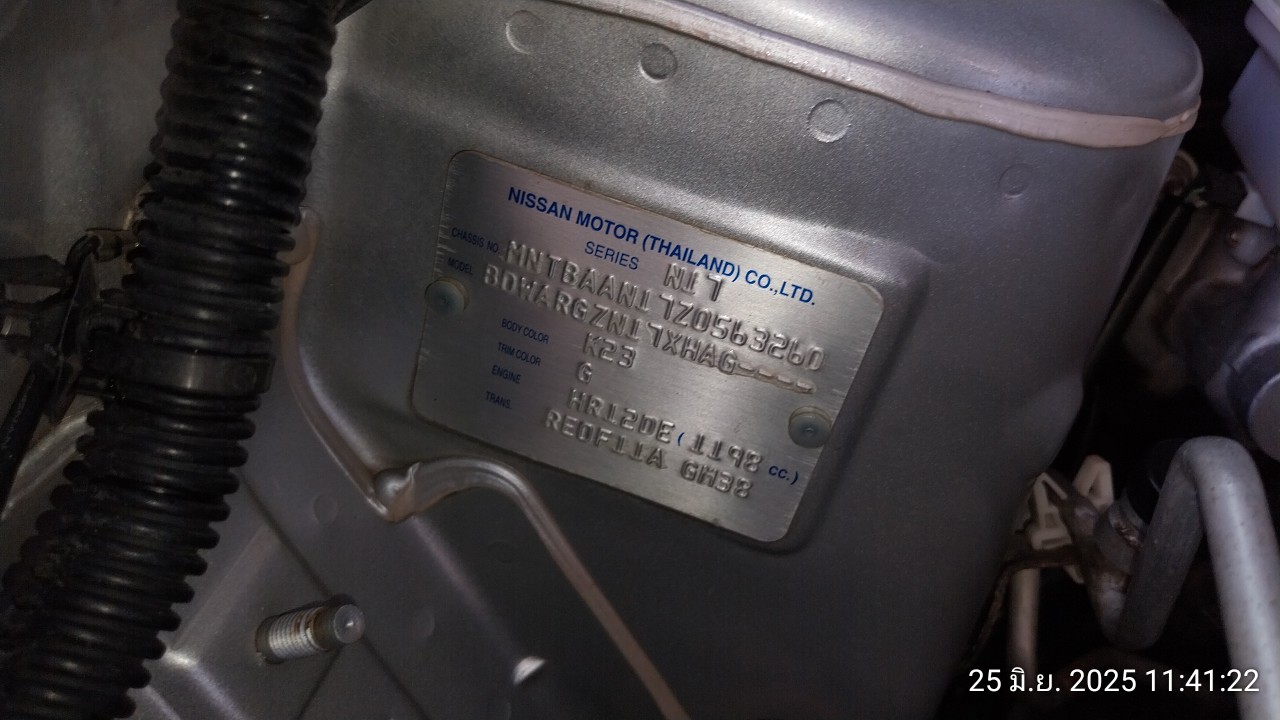 NISSAN MOTOR (THAILAND) CO.,LTD.
SERIES N17
CHASSIS NO. MNTBAAN17Z0563260
MODEL BDWARGZN17XHAG----
BODY COLOR K23
TRIM COLOR G
ENGINE HR12DE (1198 cc.)
TRANS. RE0F11A GH38
25 มิ.ย. 2025 11:41:22